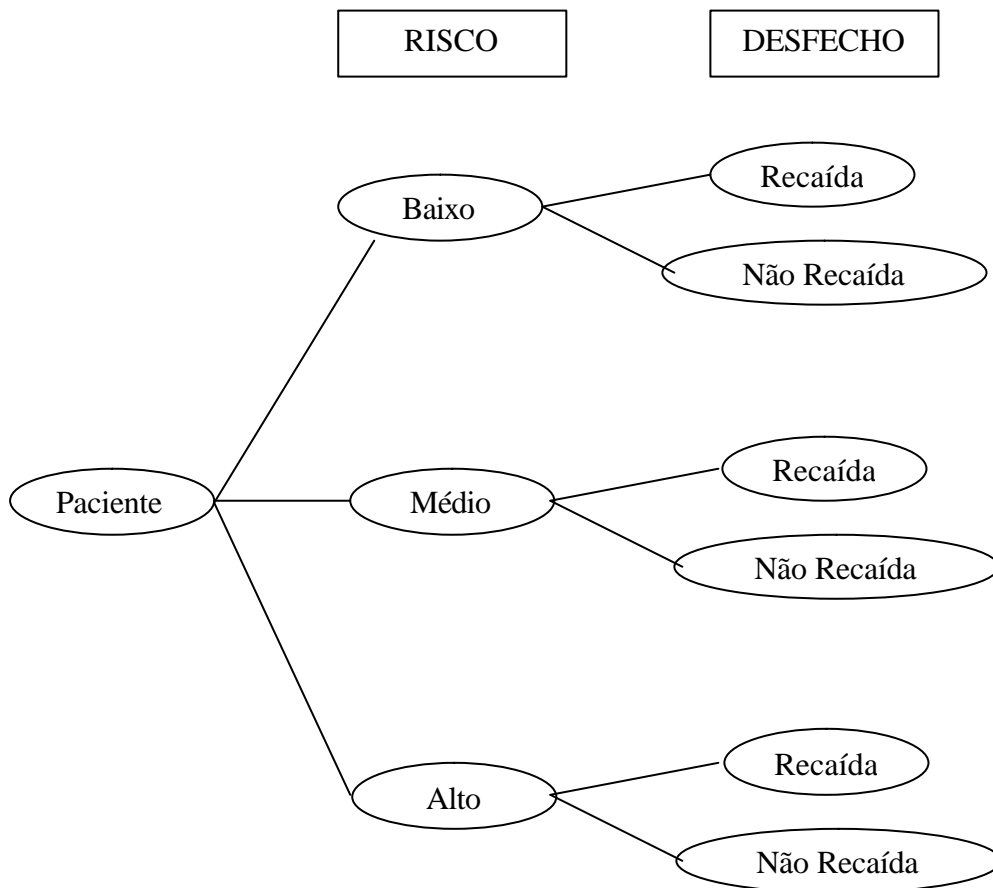 RISCO
DESFECHO
Recaída
Baixo
Não Recaída
Recaída
Paciente
Médio
Não Recaída
Recaída
Alto
Não Recaída